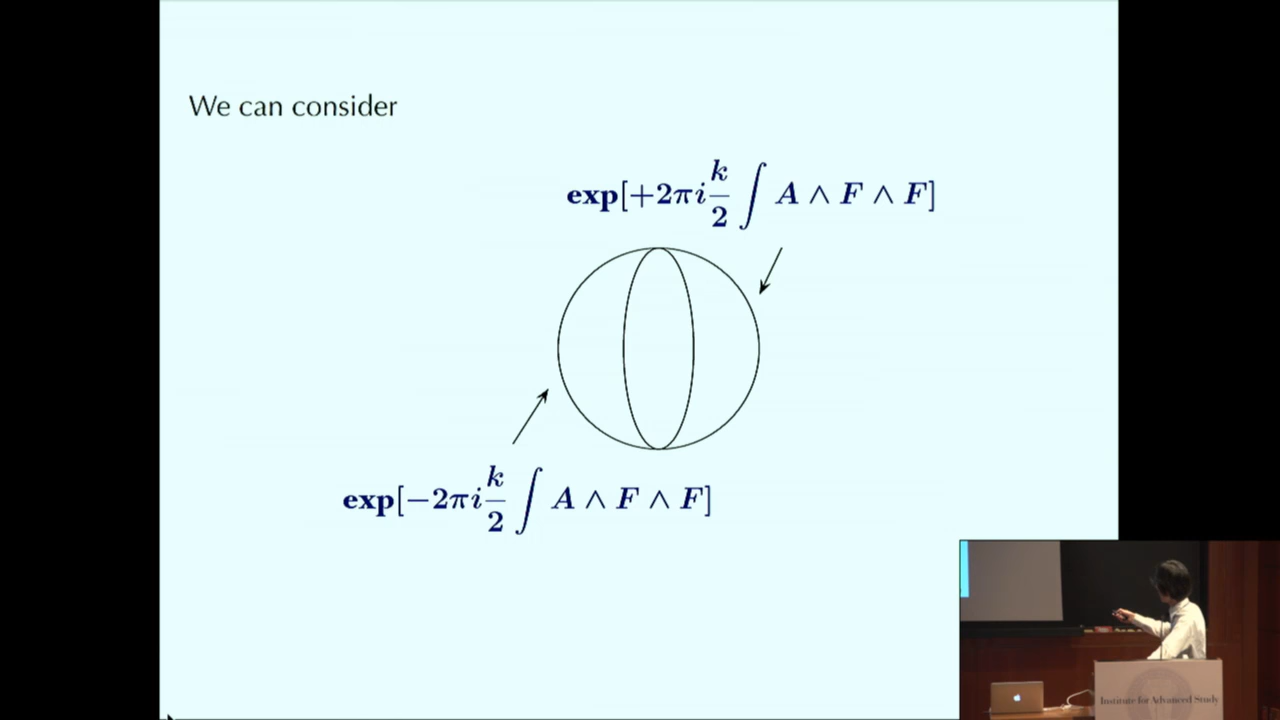 We can consider
exp[+2πi k/2 ∫ A ∧ F ∧ F]
exp[−2πi k/2 ∫ A ∧ F ∧ F]
Institute for Advanced Study